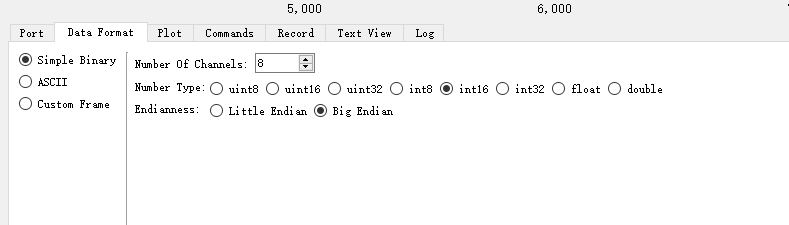 5,000 6,000
Port Data Format Plot Commands Record Text View Log
Simple Binary
ASCII
Custom Frame
Number Of Channels: 8
Number Type: uint8 uint16 uint32 int8 int16 int32 float double
Endianness: Little Endian Big Endian